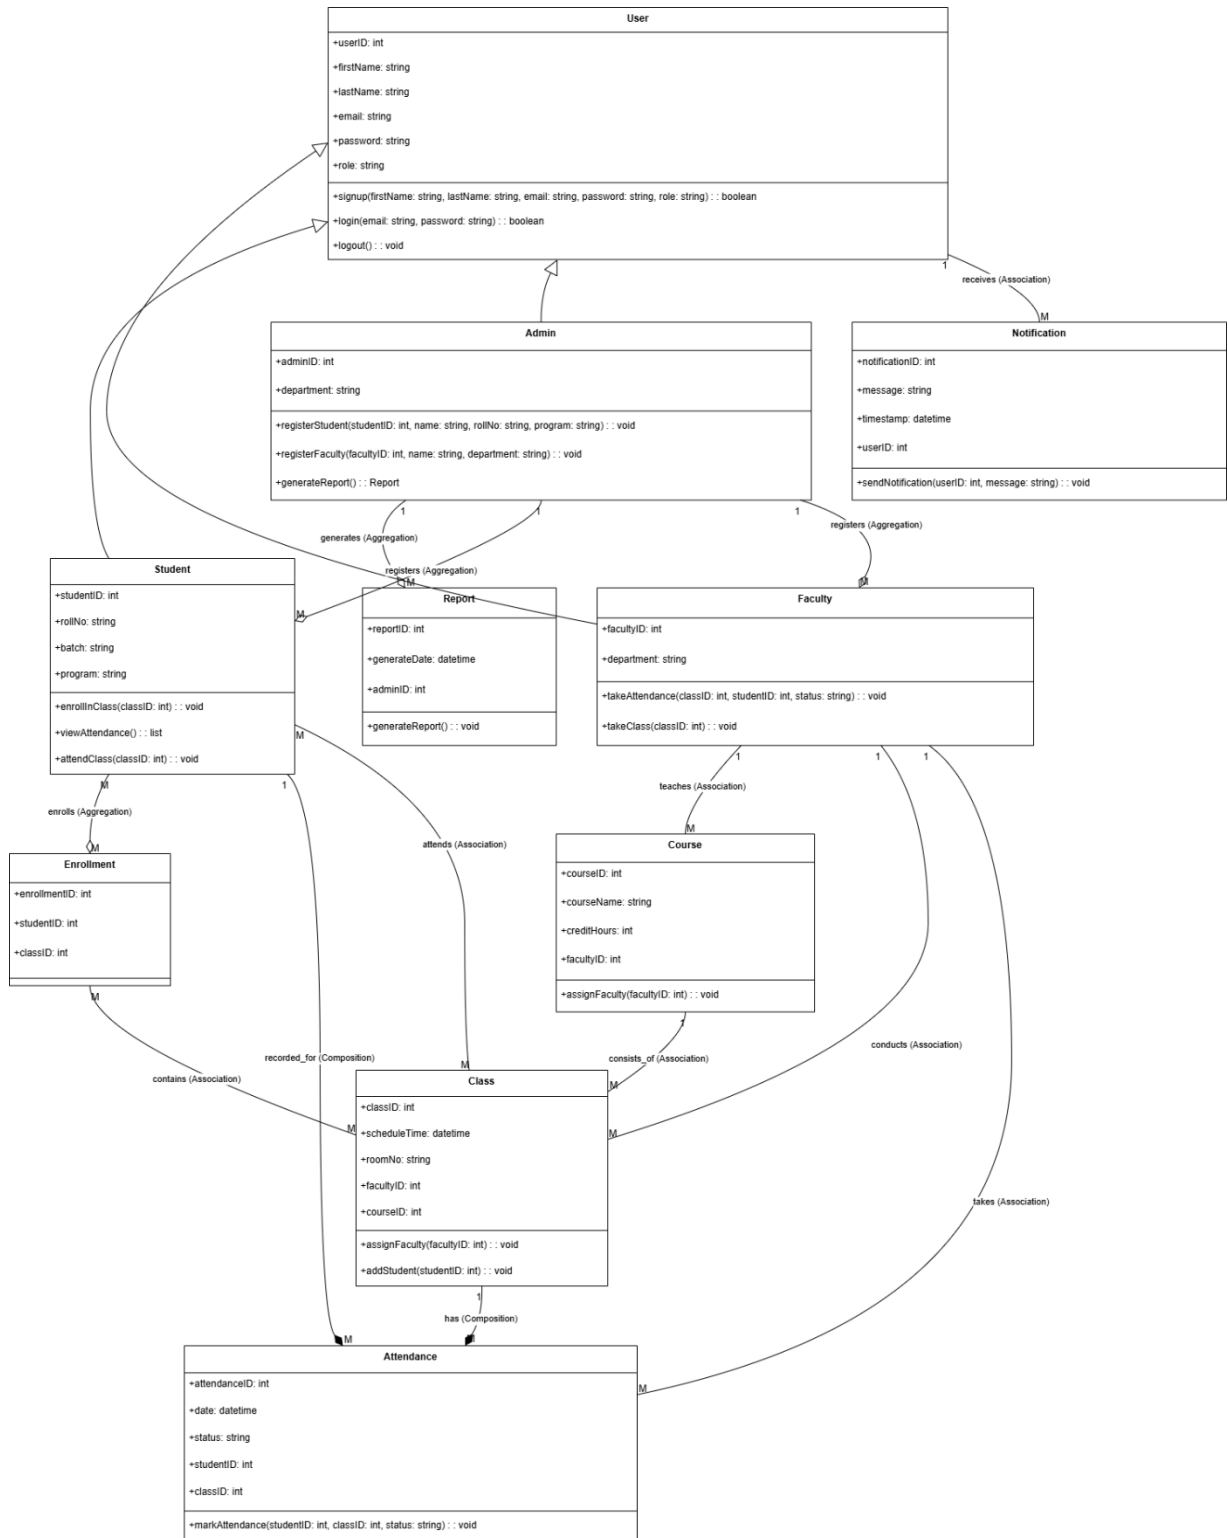 User
+userID: int
+firstName: string
+lastName: string
+email: string
+password: string
+role: string
+signup(firstName: string, lastName: string, email: string, password: string, role: string) : : boolean
+login(email: string, password: string) : : boolean
+logout() : : void
1
receives (Association)
M
Admin
+adminID: int
+department: string
+registerStudent(studentID: int, name: string, rollNo: string, program: string) : : void
+registerFaculty(facultyID: int, name: string, department: string) : : void
+generateReport() : : Report
Notification
+notificationID: int
+message: string
+timestamp: datetime
+userID: int
+sendNotification(userID: int, message: string) : : void
1
1
1
generates (Aggregation)
registers (Aggregation)
registers (Aggregation)
M
M
M
Student
+studentID: int
+rollNo: string
+batch: string
+program: string
+enrollInClass(classID: int) : : void
+viewAttendance() : : list
+attendClass(classID: int) : : void
Report
+reportID: int
+generateDate: datetime
+adminID: int
+generateReport() : : void
Faculty
+facultyID: int
+department: string
+takeAttendance(classID: int, studentID: int, status: string) : : void
+takeClass(classID: int) : : void
M
M
1
1
1
1
enrolls (Aggregation)
teaches (Association)
M
M
attends (Association)
Enrollment
+enrollmentID: int
+studentID: int
+classID: int
Course
+courseID: int
+courseName: string
+creditHours: int
+facultyID: int
+assignFaculty(facultyID: int) : : void
M
1
recorded_for (Composition)
consists_of (Association)
conducts (Association)
contains (Association)
M
M
M
M
Class
+classID: int
+scheduleTime: datetime
+roomNo: string
+facultyID: int
+courseID: int
+assignFaculty(facultyID: int) : : void
+addStudent(studentID: int) : : void
takes (Association)
1
has (Composition)
M
M
M
Attendance
+attendanceID: int
+date: datetime
+status: string
+studentID: int
+classID: int
+markAttendance(studentID: int, classID: int, status: string) : : void